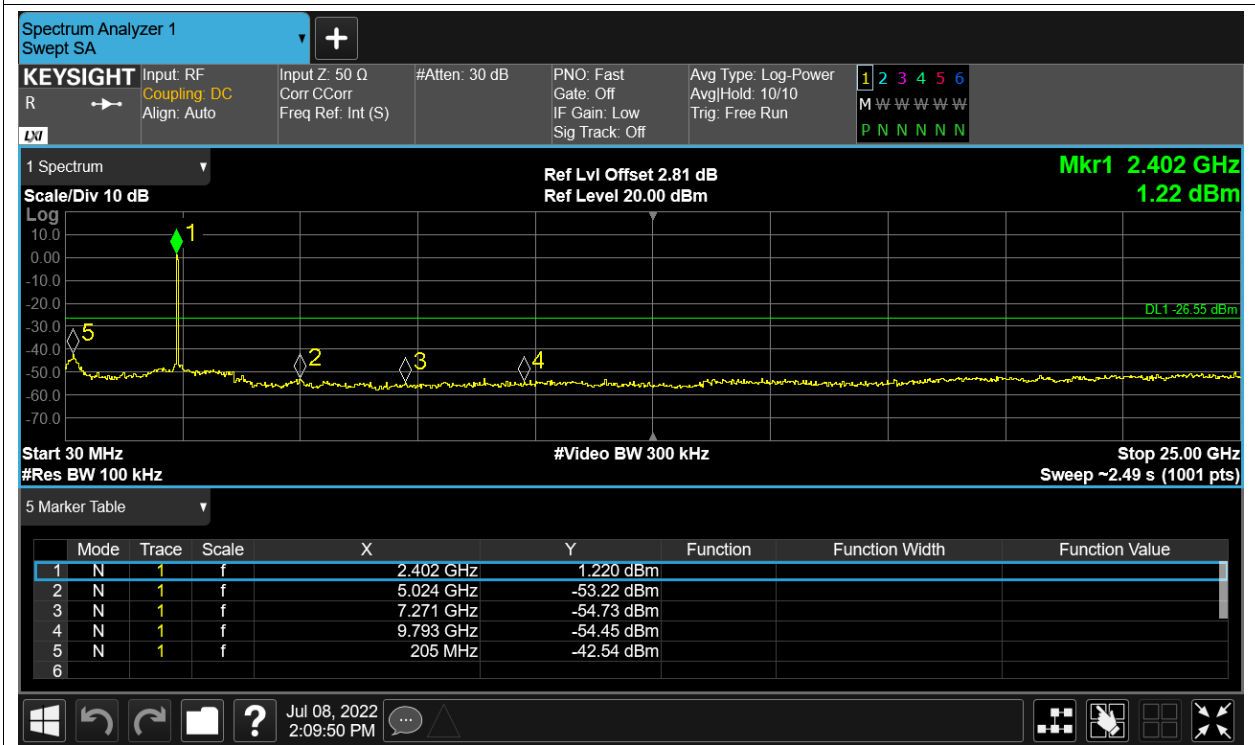 Spectrum Analyzer 1
Swept SA
+
KEYSIGHT Input: RF Input Z: 50 Ω #Atten: 30 dB PNO: Fast Avg Type: Log-Power 1 2 3 4 5 6
R Coupling: DC Corr CCorr Gate: Off Avg|Hold: 10/10 M W W W W W
Align: Auto Freq Ref: Int (S) IF Gain: Low Trig: Free Run
LXI Sig Track: Off P N N N N N
1 Spectrum Ref Lvl Offset 2.81 dB Mkr1 2.402 GHz
Scale/Div 10 dB Ref Level 20.00 dBm 1.22 dBm
Log
10.0 1
0.00
-10.0
-20.0 DL1 -26.55 dBm
-30.0 5
-40.0 2 3 4
-50.0
-60.0
-70.0
Start 30 MHz #Video BW 300 kHz Stop 25.00 GHz
#Res BW 100 kHz Sweep ~2.49 s (1001 pts)
5 Marker Table
Mode Trace Scale X Y Function Function Width Function Value
1 N 1 f 2.402 GHz 1.220 dBm
2 N 1 f 5.024 GHz -53.22 dBm
3 N 1 f 7.271 GHz -54.73 dBm
4 N 1 f 9.793 GHz -54.45 dBm
5 N 1 f 205 MHz -42.54 dBm
6
? Jul 08, 2022
2:09:50 PM